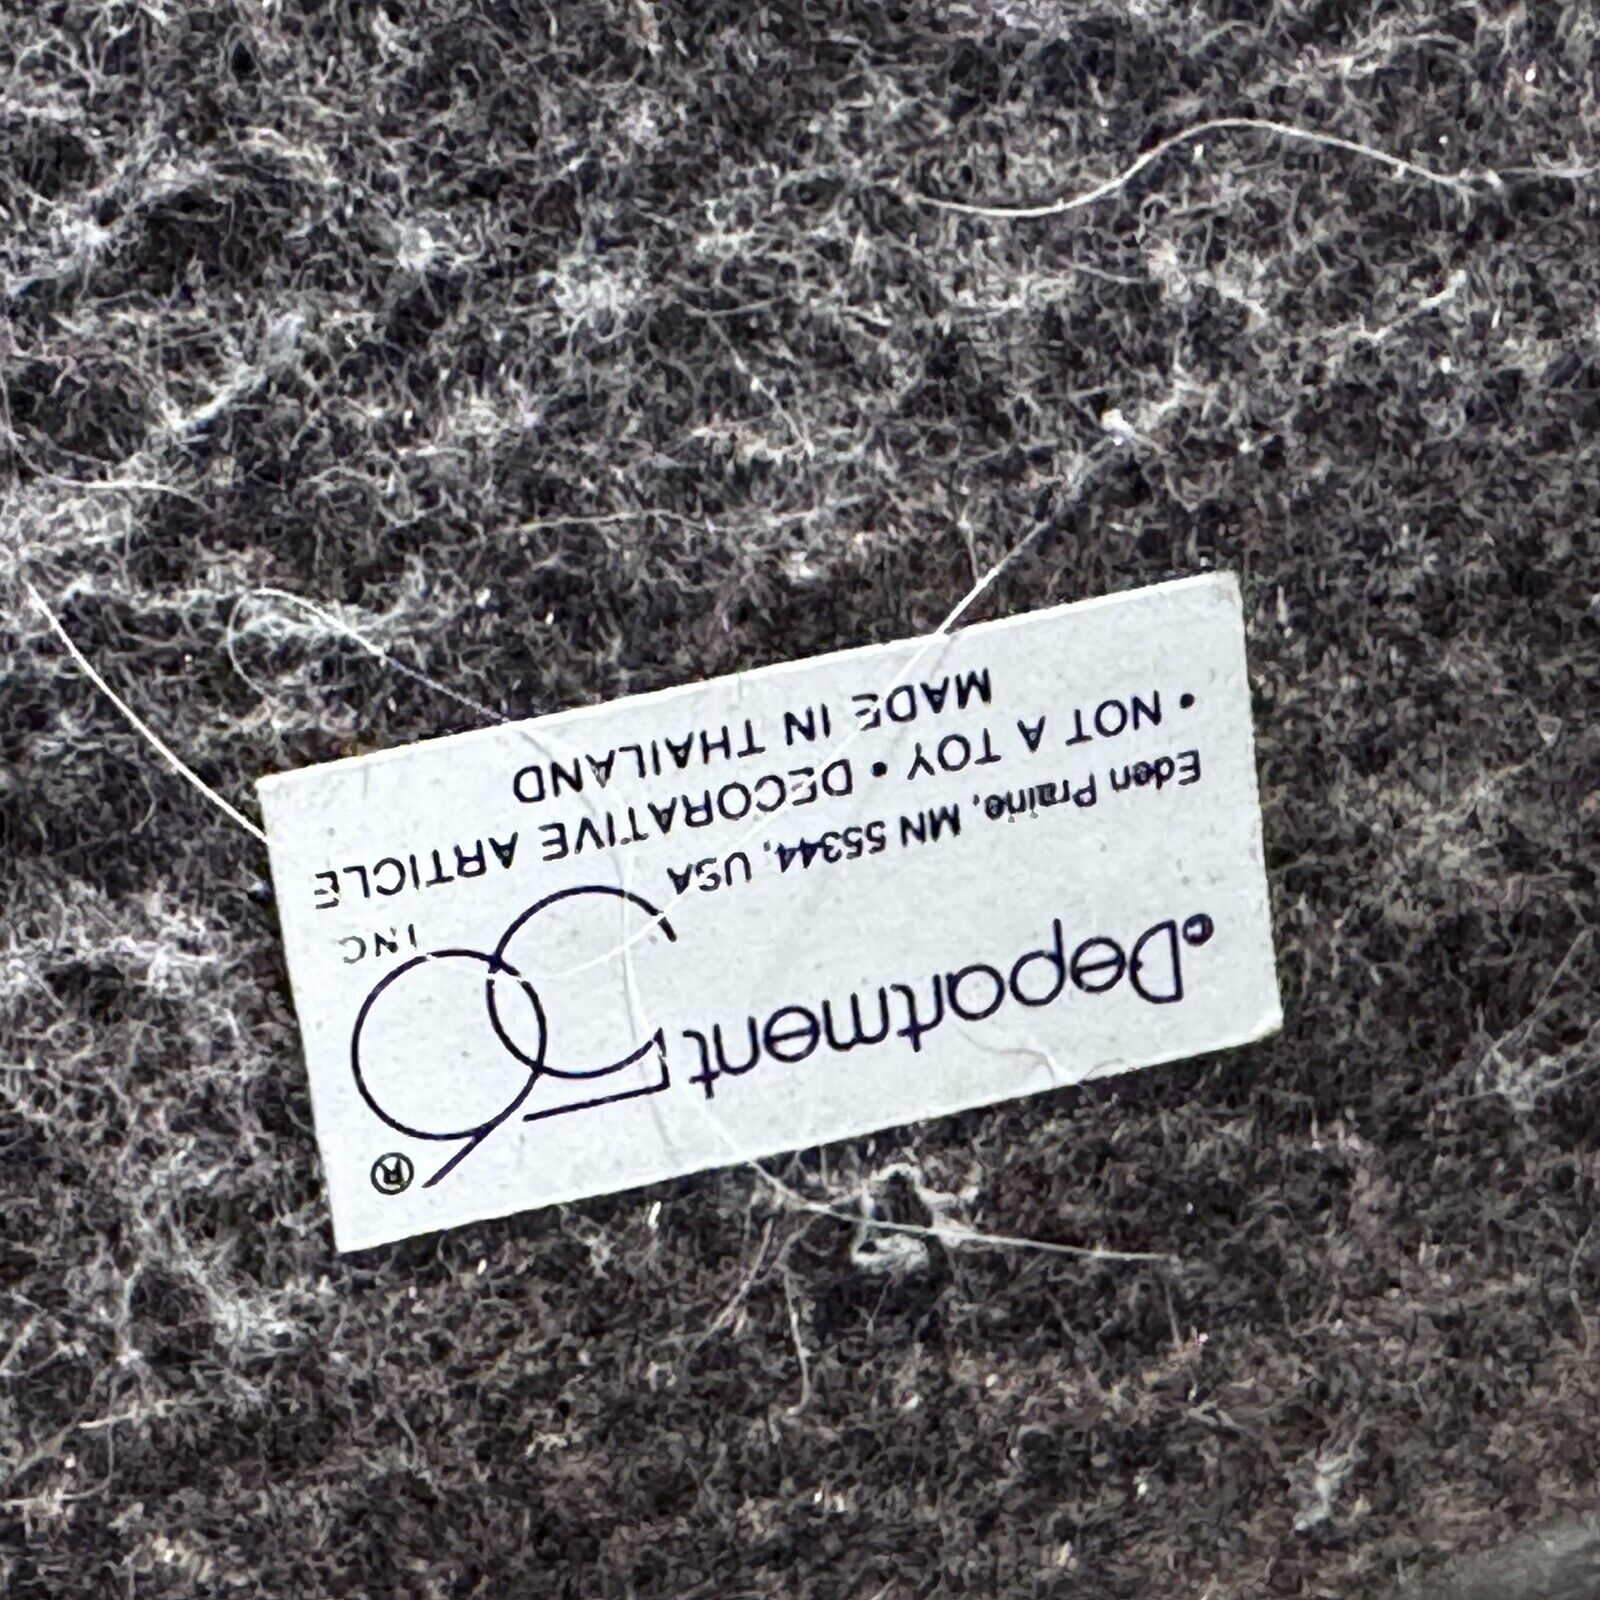 ©Department 56 ®
INC
Eden Prairie, MN 55344, USA
• NOT A TOY • DECORATIVE ARTICLE
MADE IN THAILAND